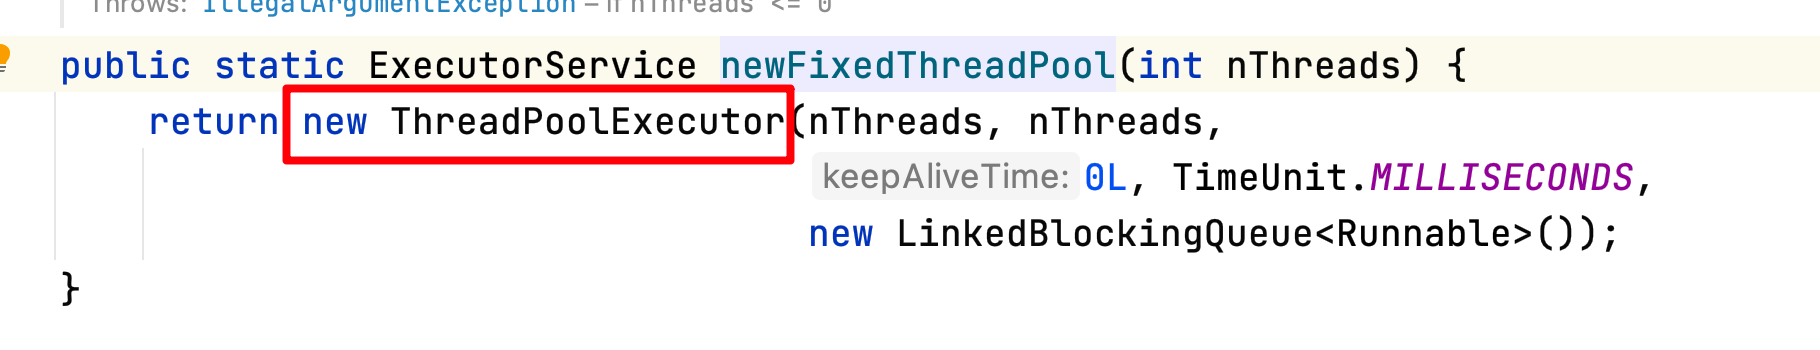 Throws: IllegalArgumentException – if nThreads <= 0
public static ExecutorService newFixedThreadPool(int nThreads) {
return new ThreadPoolExecutor(nThreads, nThreads,
keepAliveTime: 0L, TimeUnit.MILLISECONDS,
new LinkedBlockingQueue<Runnable>());
}